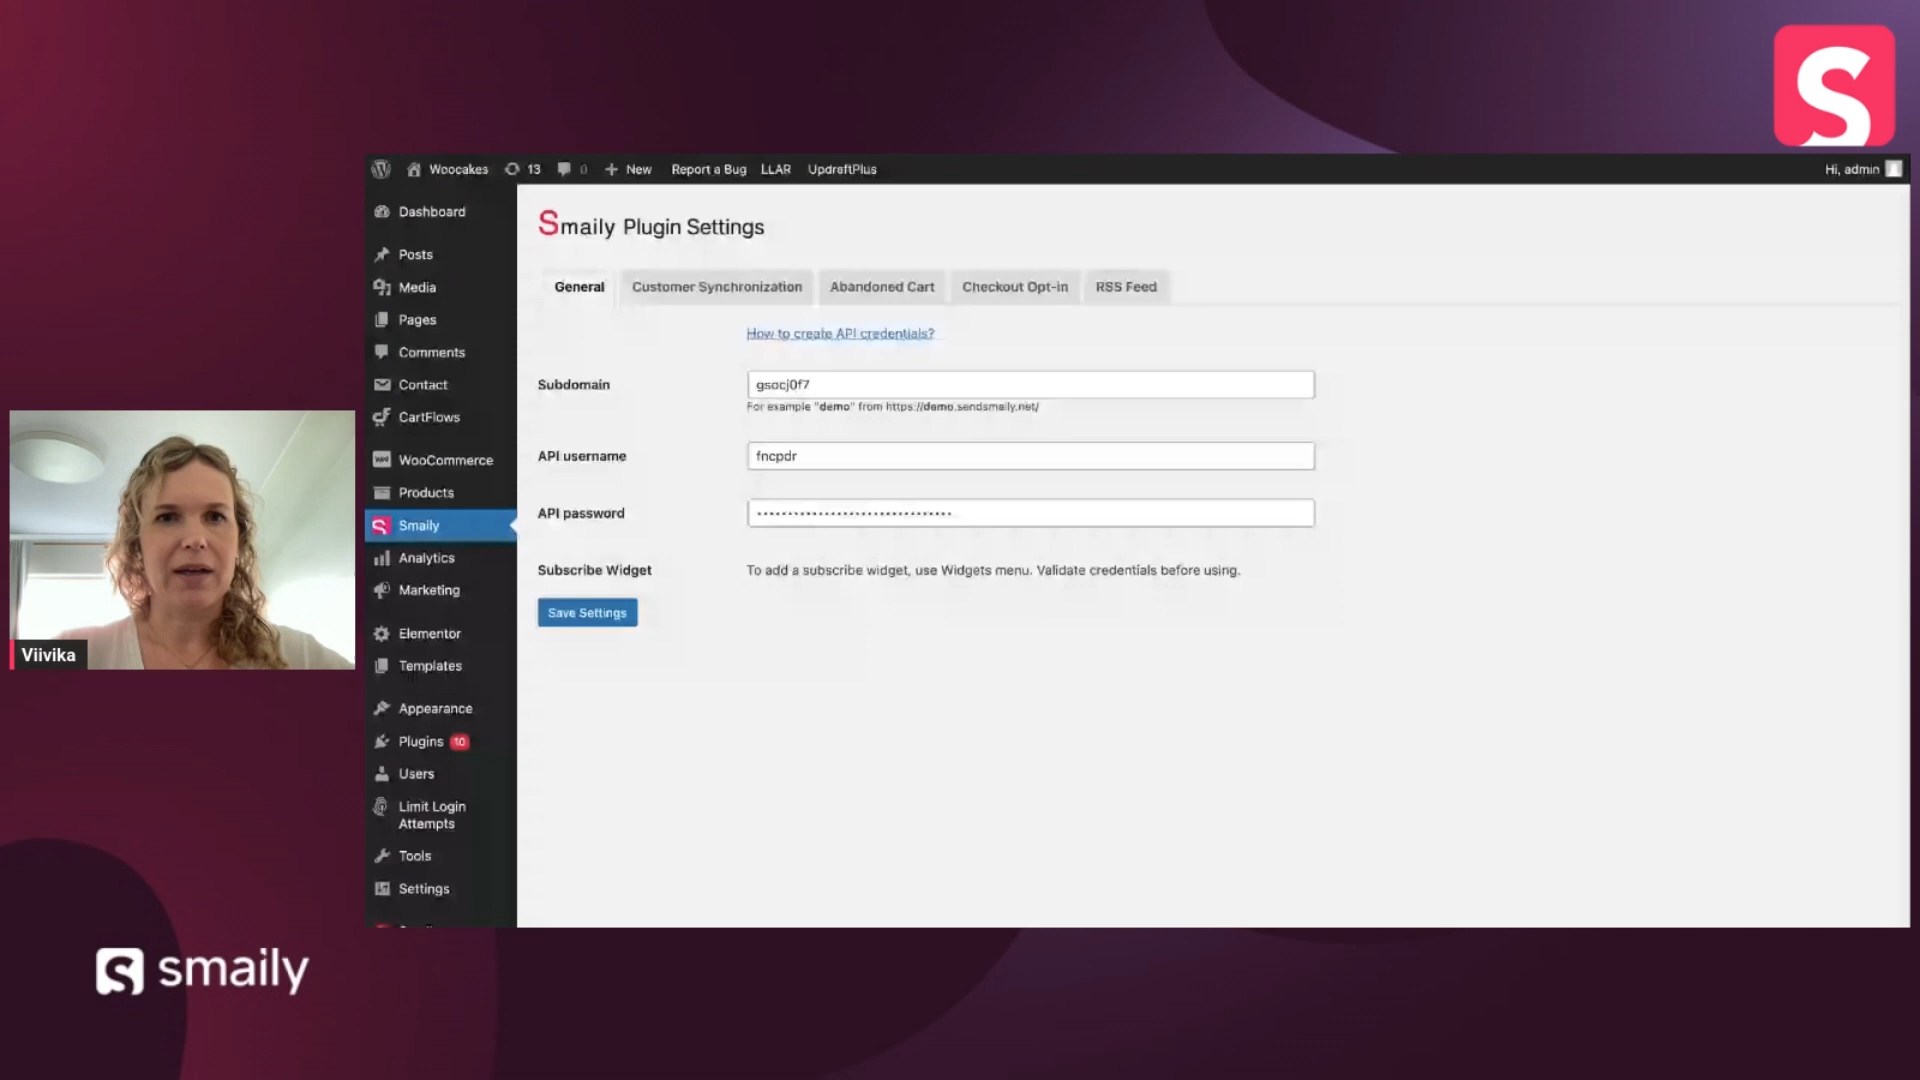 Woocakes 13 0 New Report a Bug LLAR UpdraftPlus Hi, admin
Dashboard
Posts
Media
Pages
Comments
Contact
CartFlows
WooCommerce
Products
Smaily
Analytics
Marketing
Elementor
Templates
Appearance
Plugins 10
Users
Limit Login
Attempts
Tools
Settings
Smaily Plugin Settings
General Customer Synchronization Abandoned Cart Checkout Opt-in RSS Feed
How to create API credentials?
Subdomain gsocj0f7
For example "demo" from https://demo.sendsmaily.net/
API username fncpdr
API password ••••••••••••••••••••••••••••••••
Subscribe Widget To add a subscribe widget, use Widgets menu. Validate credentials before using.
Save Settings
Viivika
smaily